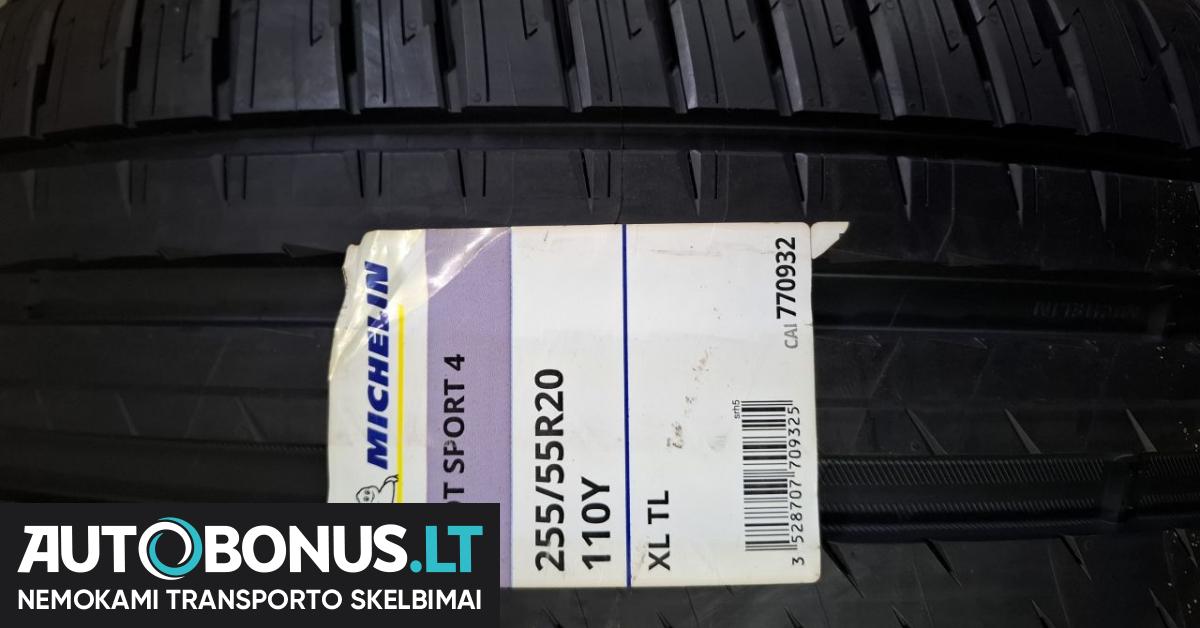 MICHELIN
SPORT 4
255/55R20
110Y
XL TL
CAI 770932
srh5
3 528707 709325
MICHELIN
AUTOBONUS.LT
NEMOKAMI TRANSPORTO SKELBIMAI